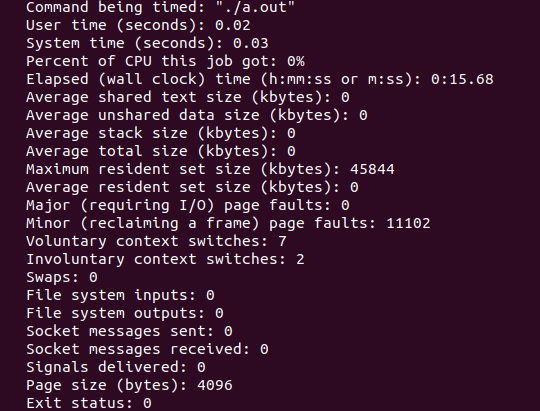 Command being timed: "./a.out"
User time (seconds): 0.02
System time (seconds): 0.03
Percent of CPU this job got: 0%
Elapsed (wall clock) time (h:mm:ss or m:ss): 0:15.68
Average shared text size (kbytes): 0
Average unshared data size (kbytes): 0
Average stack size (kbytes): 0
Average total size (kbytes): 0
Maximum resident set size (kbytes): 45844
Average resident set size (kbytes): 0
Major (requiring I/O) page faults: 0
Minor (reclaiming a frame) page faults: 11102
Voluntary context switches: 7
Involuntary context switches: 2
Swaps: 0
File system inputs: 0
File system outputs: 0
Socket messages sent: 0
Socket messages received: 0
Signals delivered: 0
Page size (bytes): 4096
Exit status: 0